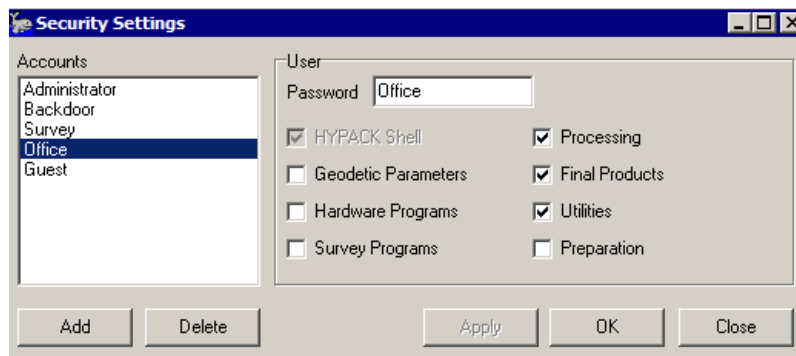 Security Settings
Accounts
Administrator
Backdoor
Survey
Office
Guest
User
Password Office
HYPACK Shell
Processing
Geodetic Parameters
Final Products
Hardware Programs
Utilities
Survey Programs
Preparation
Add Delete Apply OK Close